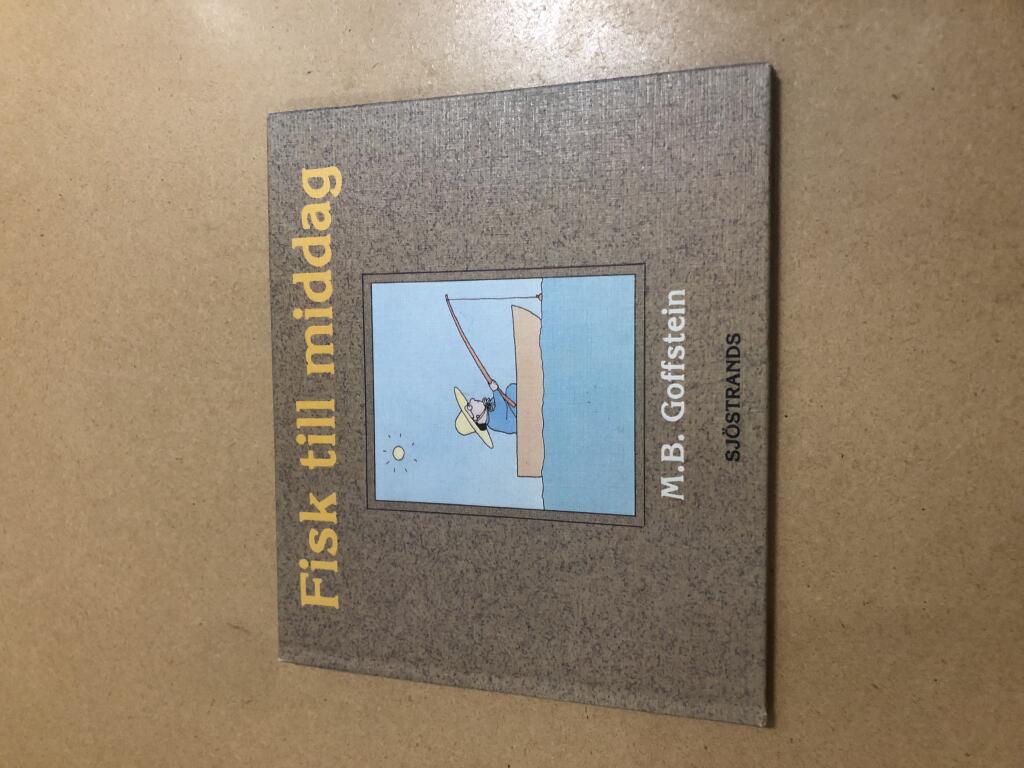 Fisk till middag
M.B. Goffstein
SJÖSTRANDS